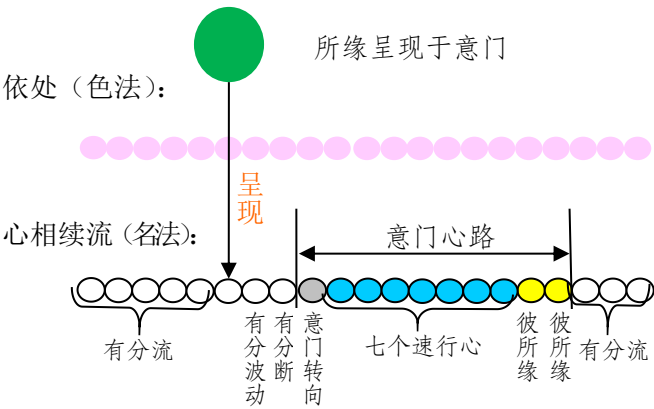 所缘呈现于意门
依处（色法）：
呈现
心相续流（名法）：
意门心路
有分流
有分波动
有分断
意门转向
七个速行心
彼所缘
彼所缘
有分流